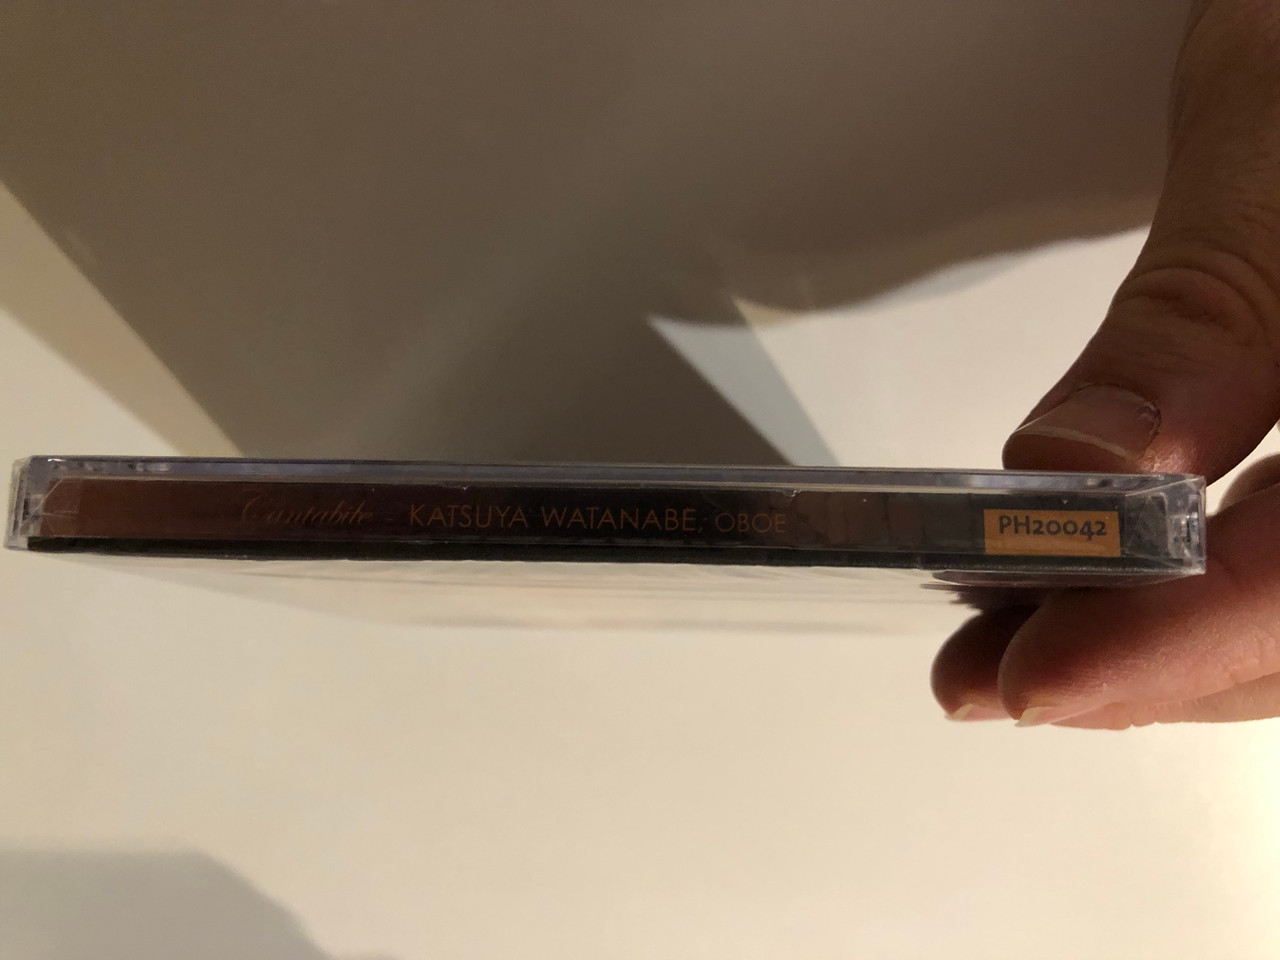 Cantabile - KATSUYA WATANABE, OBOE
PH20042